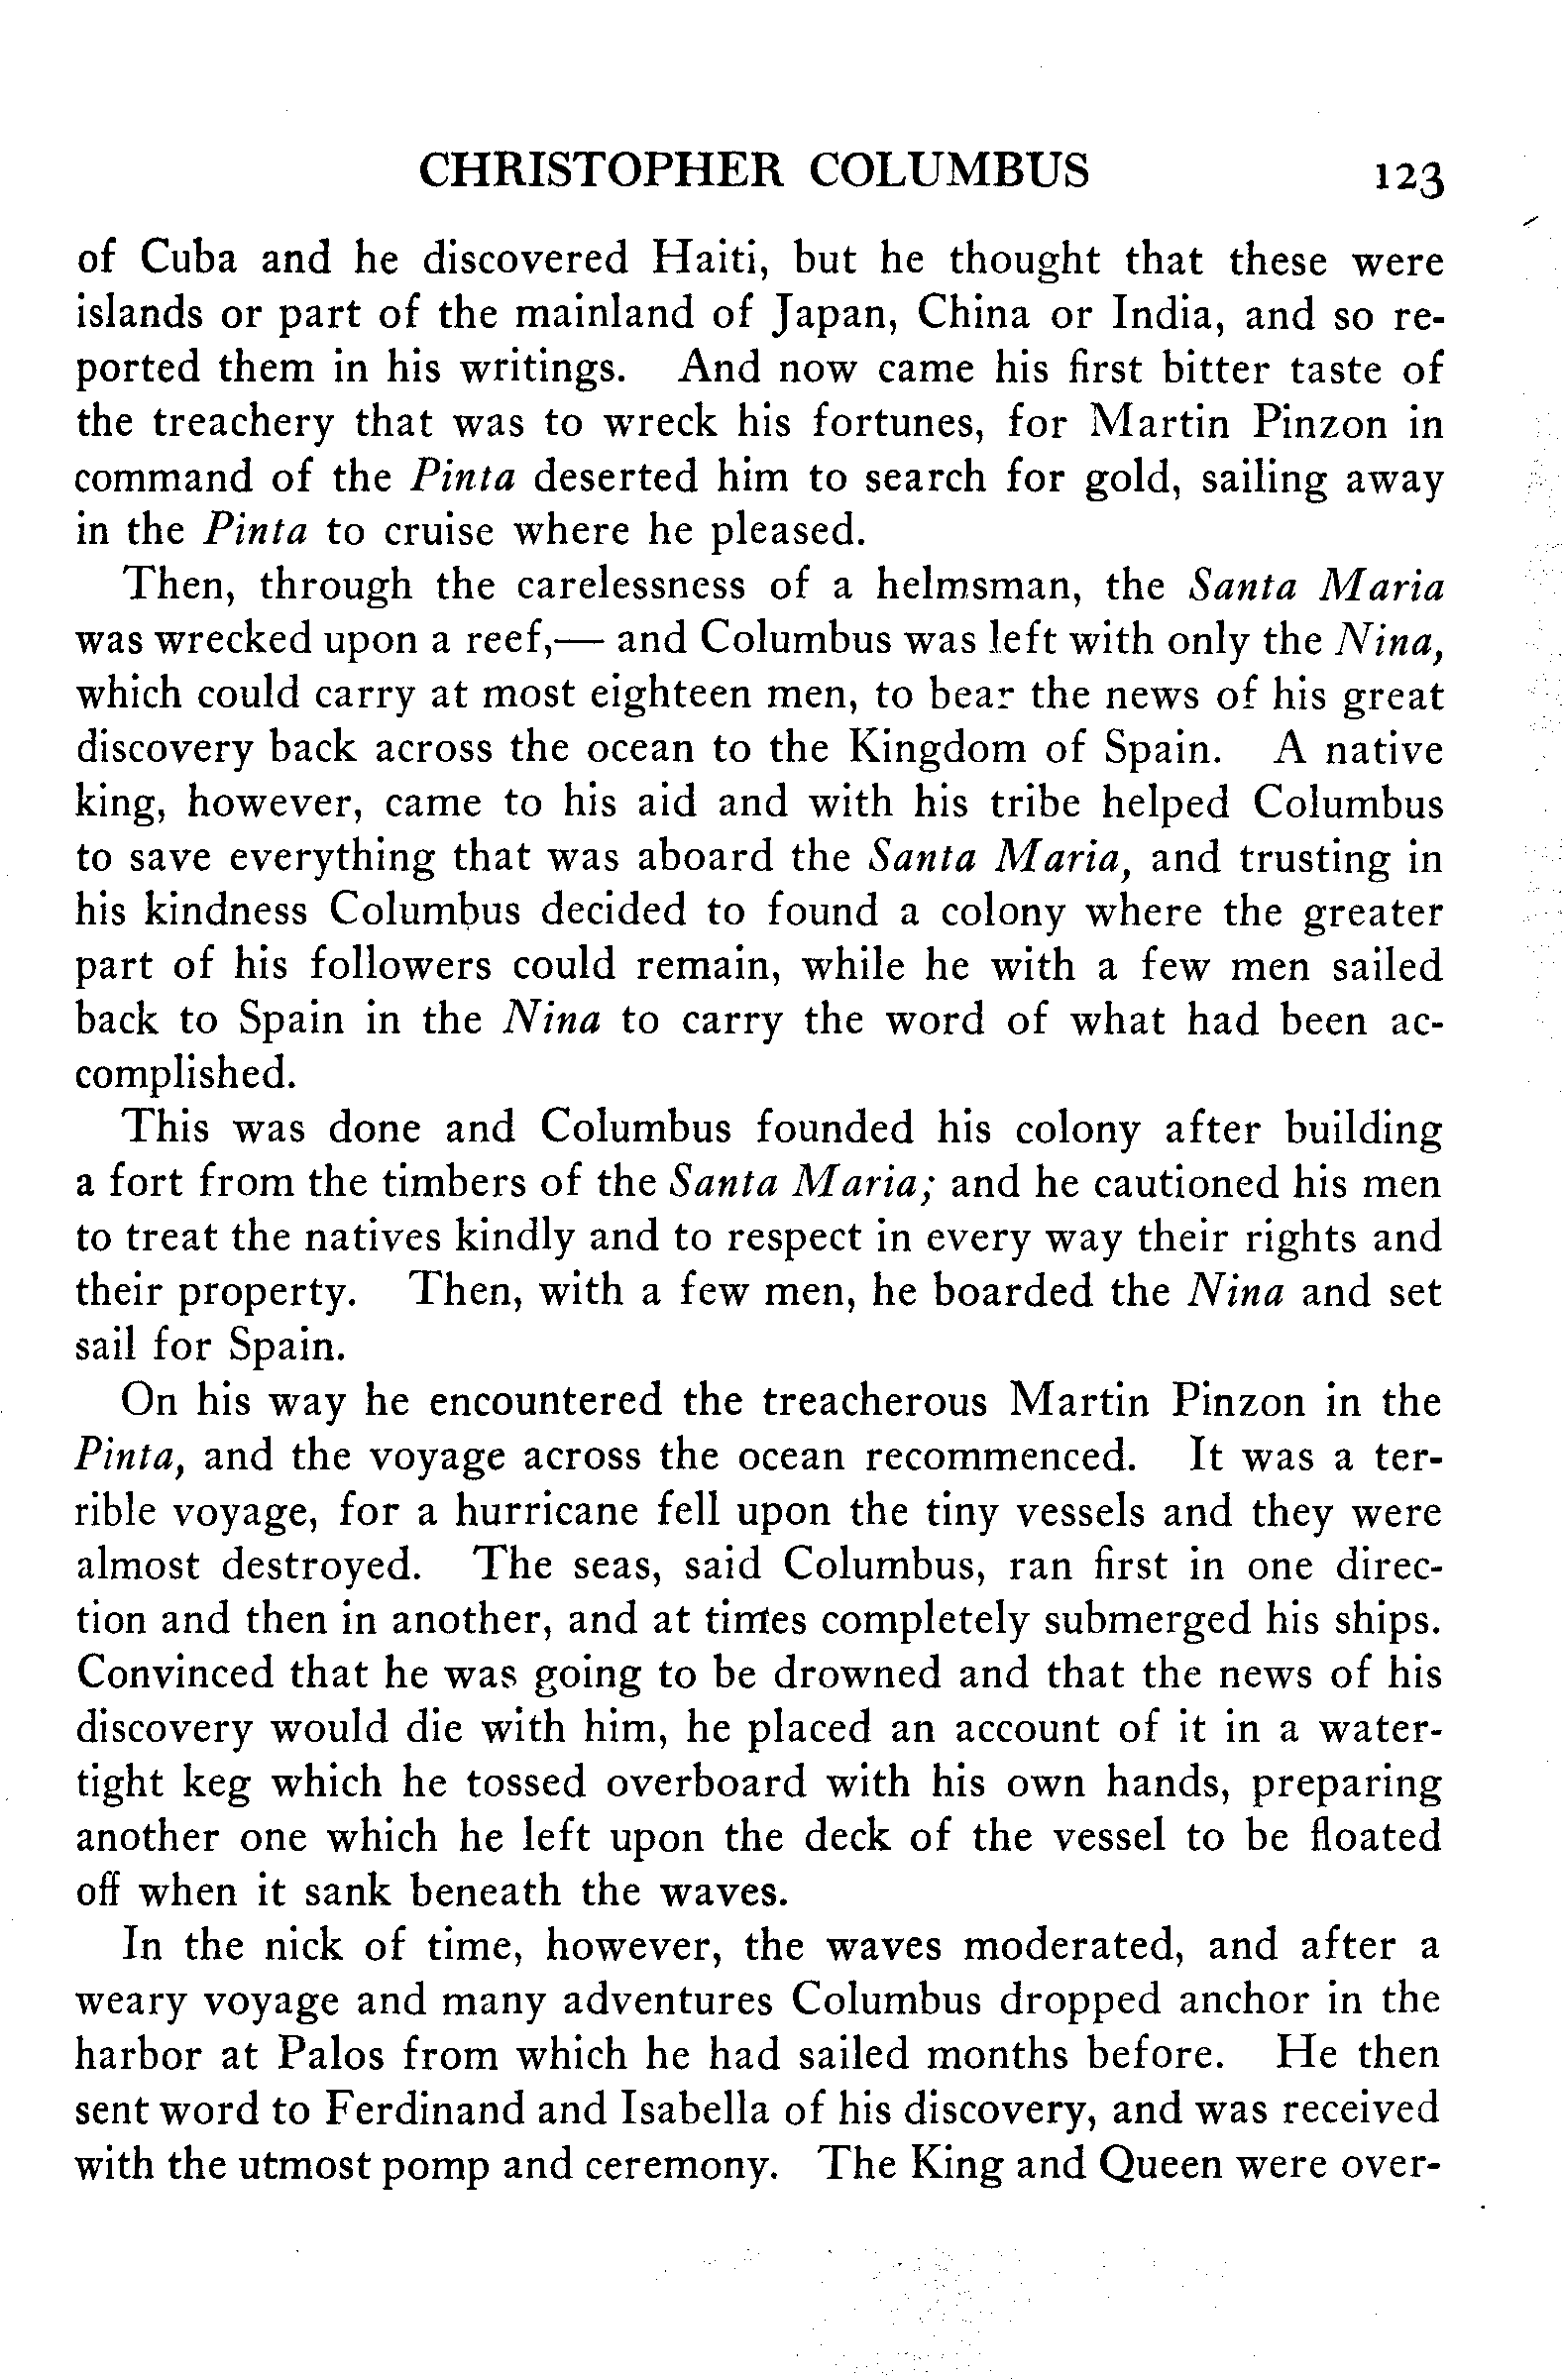 CHRISTOPHER COLUMBUS 123
of Cuba and he discovered Haiti, but he thought that these were
islands or part of the mainland of Japan, China or India, and so re-
ported them in his writings. And now came his first bitter taste of
the treachery that was to wreck his fortunes, for Martin Pinzon in
command of the Pinta deserted him to search for gold, sailing away
in the Pinta to cruise where he pleased.
Then, through the carelessness of a helmsman, the Santa Maria
was wrecked upon a reef,— and Columbus was left with only the Nina,
which could carry at most eighteen men, to bear the news of his great
discovery back across the ocean to the Kingdom of Spain. A native
king, however, came to his aid and with his tribe helped Columbus
to save everything that was aboard the Santa Maria, and trusting in
his kindness Columbus decided to found a colony where the greater
part of his followers could remain, while he with a few men sailed
back to Spain in the Nina to carry the word of what had been ac-
complished.
This was done and Columbus founded his colony after building
a fort from the timbers of the Santa Maria; and he cautioned his men
to treat the natives kindly and to respect in every way their rights and
their property. Then, with a few men, he boarded the Nina and set
sail for Spain.
On his way he encountered the treacherous Martin Pinzon in the
Pinta, and the voyage across the ocean recommenced. It was a ter-
rible voyage, for a hurricane fell upon the tiny vessels and they were
almost destroyed. The seas, said Columbus, ran first in one direc-
tion and then in another, and at times completely submerged his ships.
Convinced that he was going to be drowned and that the news of his
discovery would die with him, he placed an account of it in a water-
tight keg which he tossed overboard with his own hands, preparing
another one which he left upon the deck of the vessel to be floated
off when it sank beneath the waves.
In the nick of time, however, the waves moderated, and after a
weary voyage and many adventures Columbus dropped anchor in the
harbor at Palos from which he had sailed months before. He then
sent word to Ferdinand and Isabella of his discovery, and was received
with the utmost pomp and ceremony. The King and Queen were over-